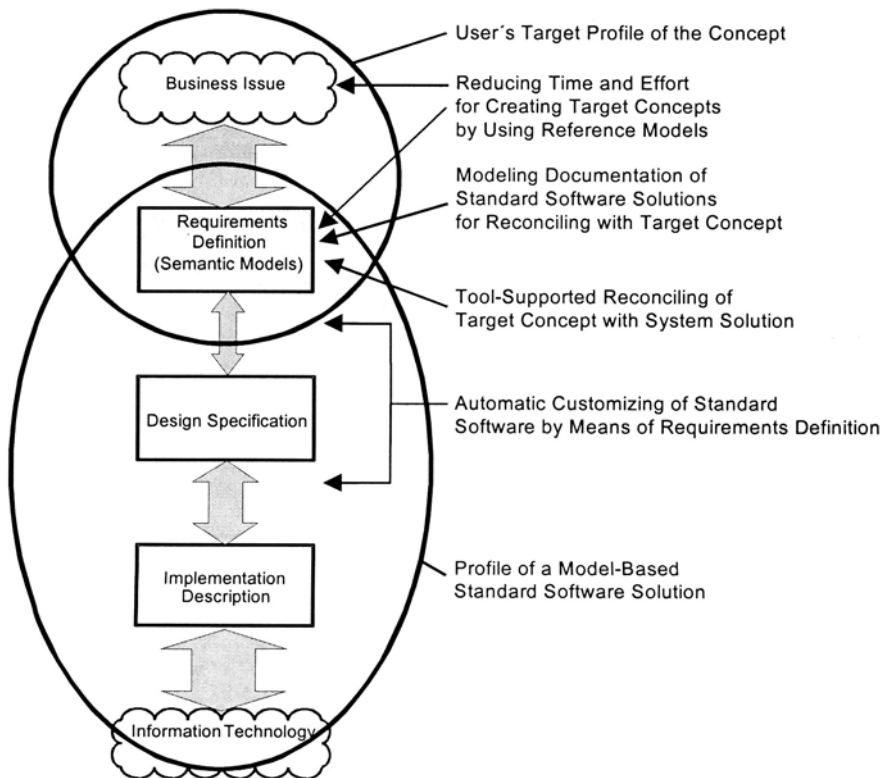 User´s Target Profile of the Concept
Business Issue
Reducing Time and Effort
for Creating Target Concepts
by Using Reference Models
Modeling Documentation of
Standard Software Solutions
for Reconciling with Target Concept
Requirements
Definition
(Semantic Models)
Tool-Supported Reconciling of
Target Concept with System Solution
Design Specification
Automatic Customizing of Standard
Software by Means of Requirements Definition
Implementation
Description
Profile of a Model-Based
Standard Software Solution
Information Technology